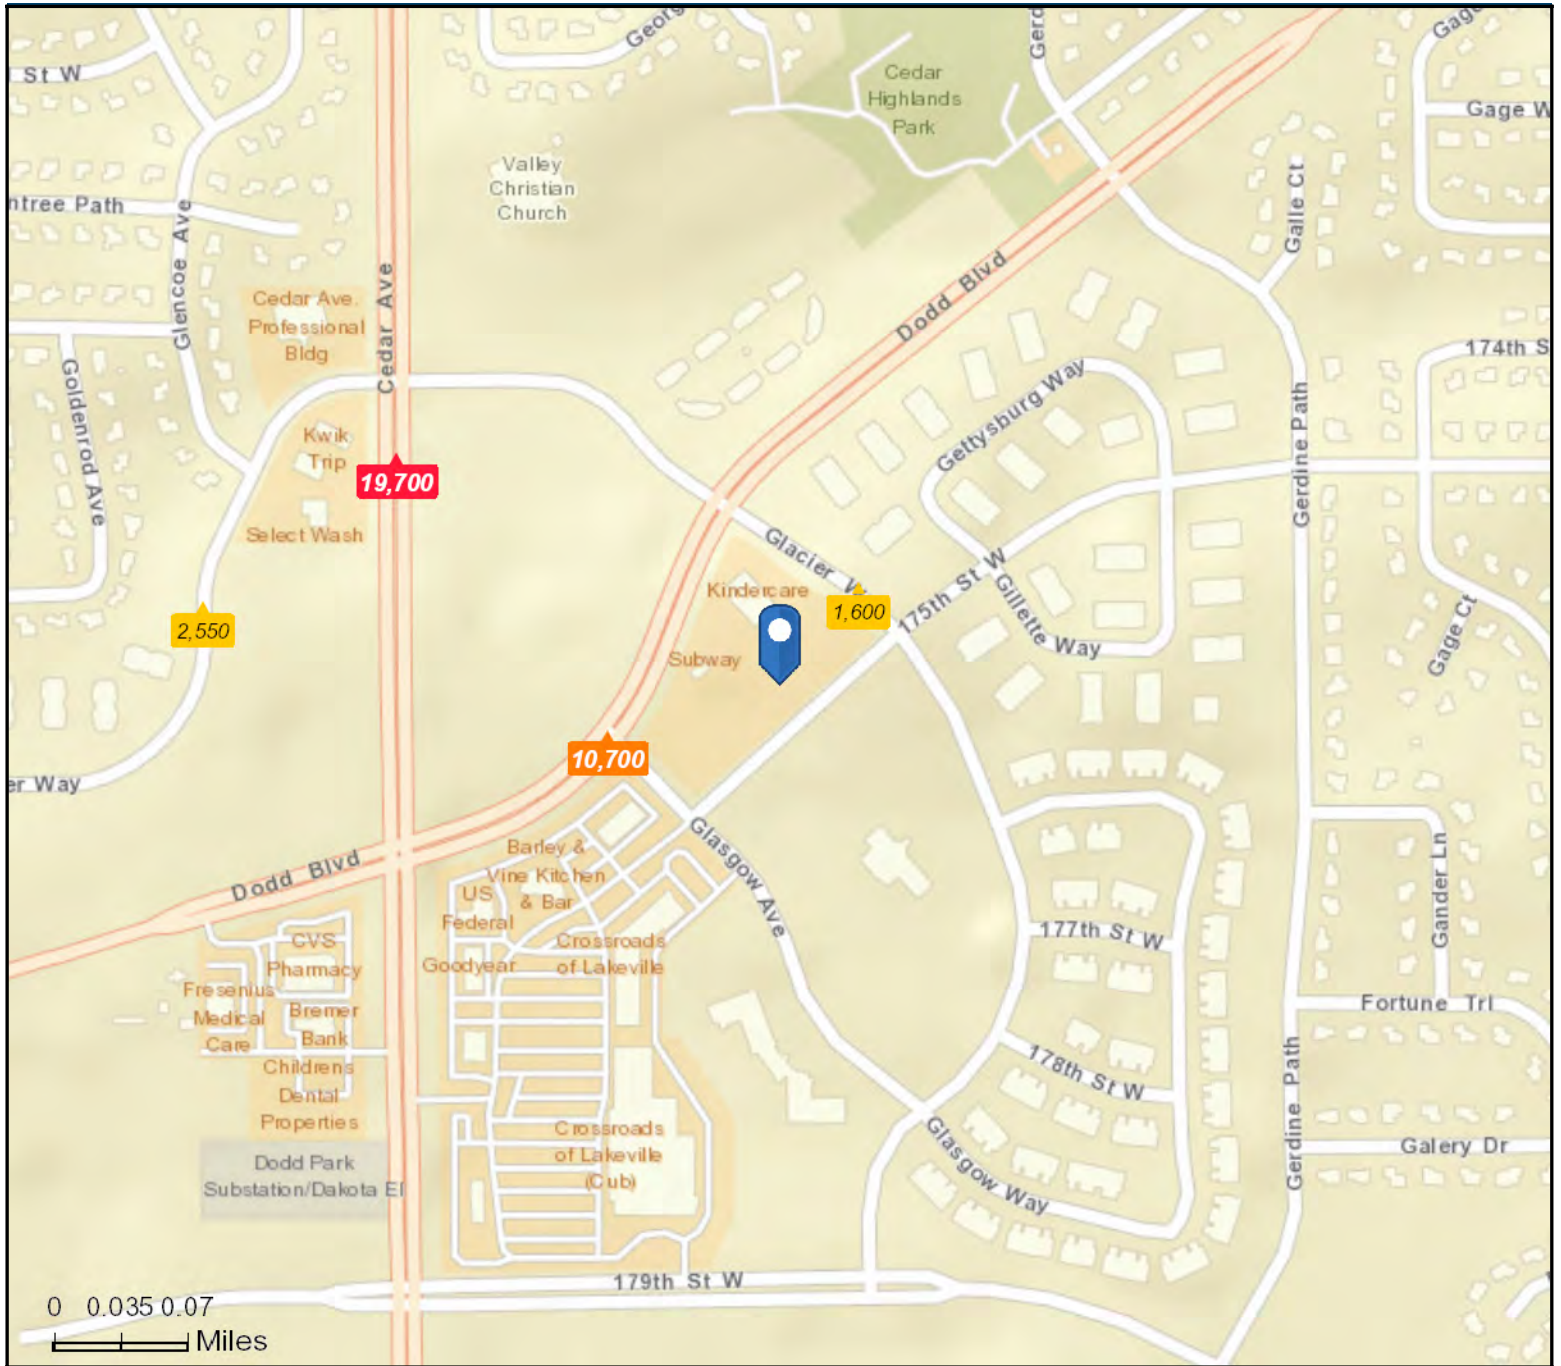 Georg
Gerd
Gage
St W
Cedar
Highlands
Park
Gage W
Valley
Christian
Church
ntree Path
Glencoe Ave
Galle Ct
Cedar Ave
Dodd Blvd
Cedar Ave.
Professional
Bldg
174th S
Goldenrod Ave
Gettysburg Way
Gerdine Path
Kwik
Trip
19,700
Select Wash
Glacier W
175th St W
Kindercare
1,600
Gillette Way
2,550
Gage Ct
Subway
10,700
er Way
Glasgow Ave
Barley &
Vine Kitchen
& Bar
Dodd Blvd
US
Federal
Gander Ln
CVS
Pharmacy
Goodyear
Crossroads
of Lakeville
177th St W
Fresenius
Medical
Care
Bremer
Bank
Fortune Trl
Childrens
Dental
Properties
178th St W
Gerdine Path
Crossroads
of Lakeville
(Cub)
Glasgow Way
Galery Dr
Dodd Park
Substation/Dakota El
179th St W
0 0.035 0.07
Miles